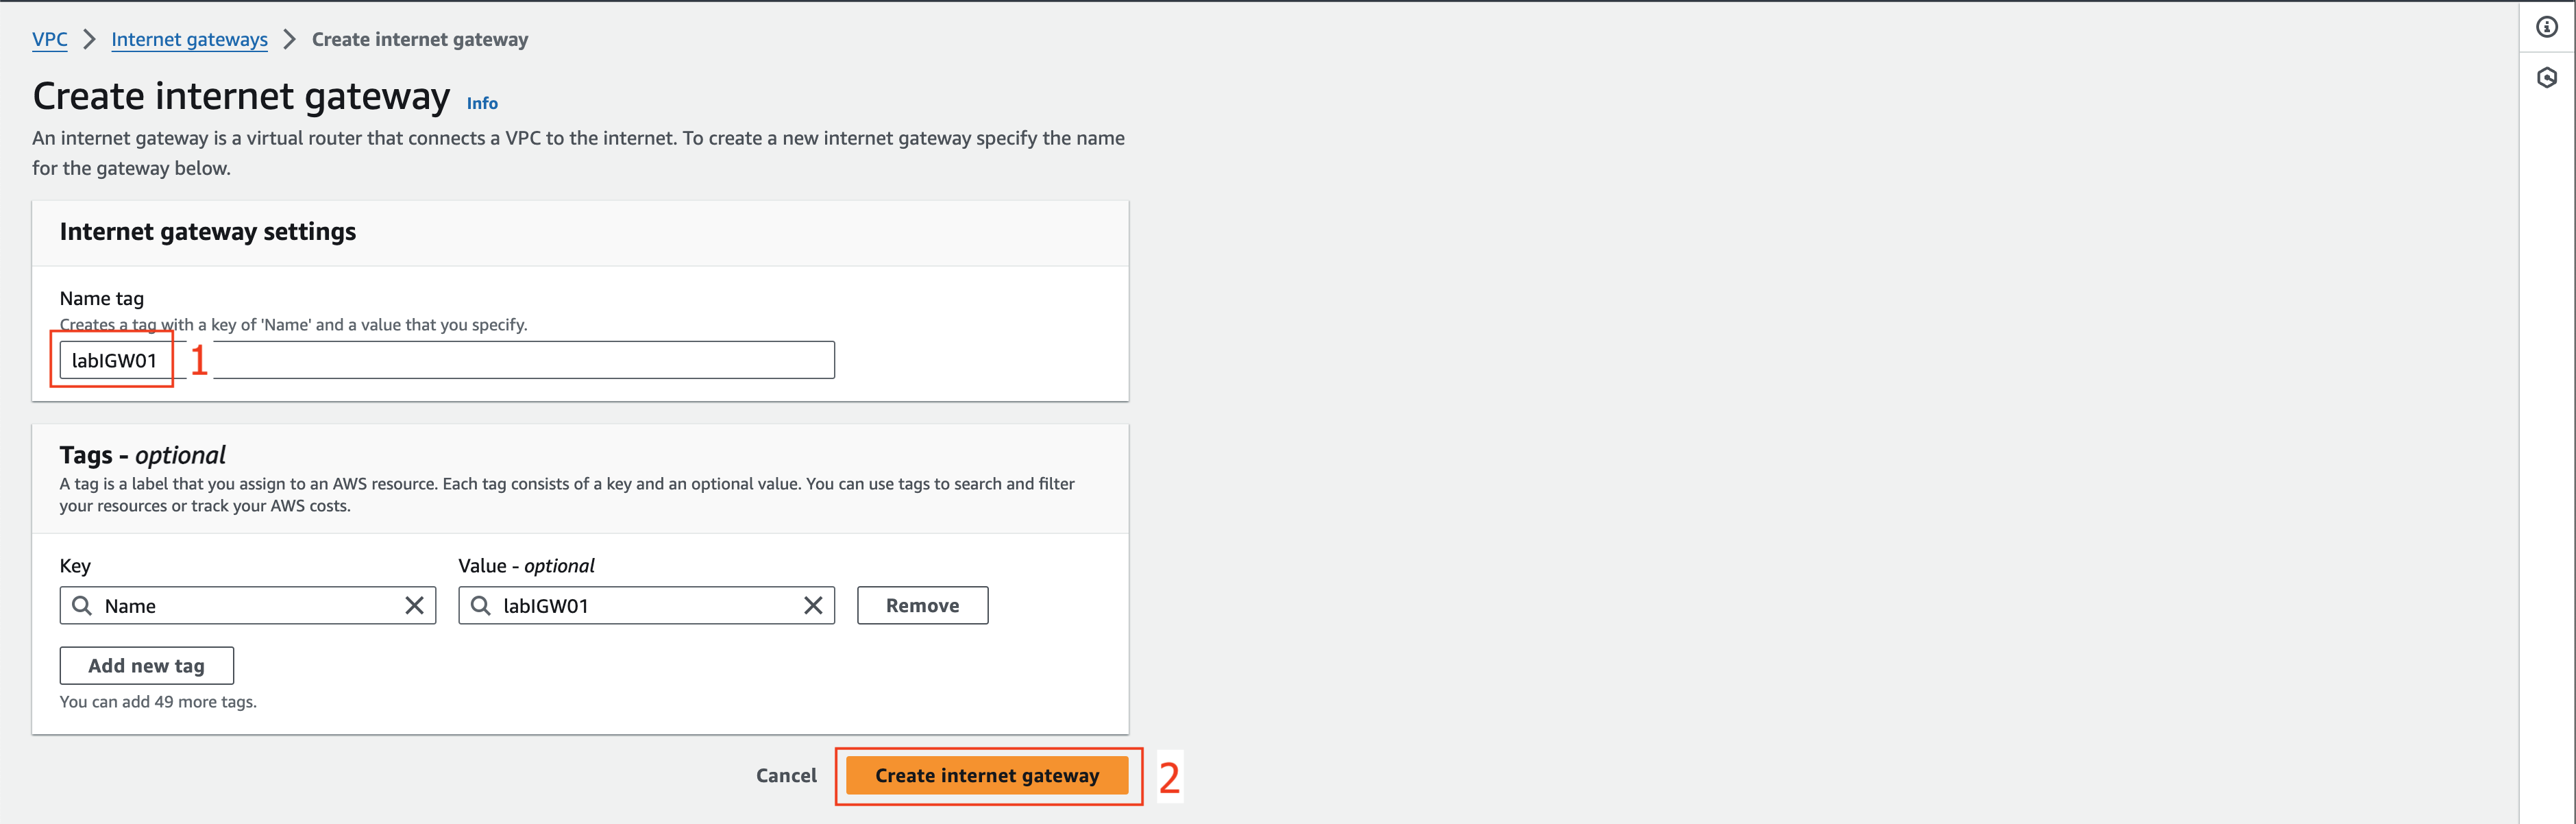 VPC > Internet gateways > Create internet gateway
Create internet gateway Info
An internet gateway is a virtual router that connects a VPC to the internet. To create a new internet gateway specify the name
for the gateway below.
Internet gateway settings
Name tag
Creates a tag with a key of 'Name' and a value that you specify.
labIGW01 1
Tags - optional
A tag is a label that you assign to an AWS resource. Each tag consists of a key and an optional value. You can use tags to search and filter
your resources or track your AWS costs.
Key Value - optional
Name labIGW01 Remove
Add new tag
You can add 49 more tags.
Cancel Create internet gateway 2